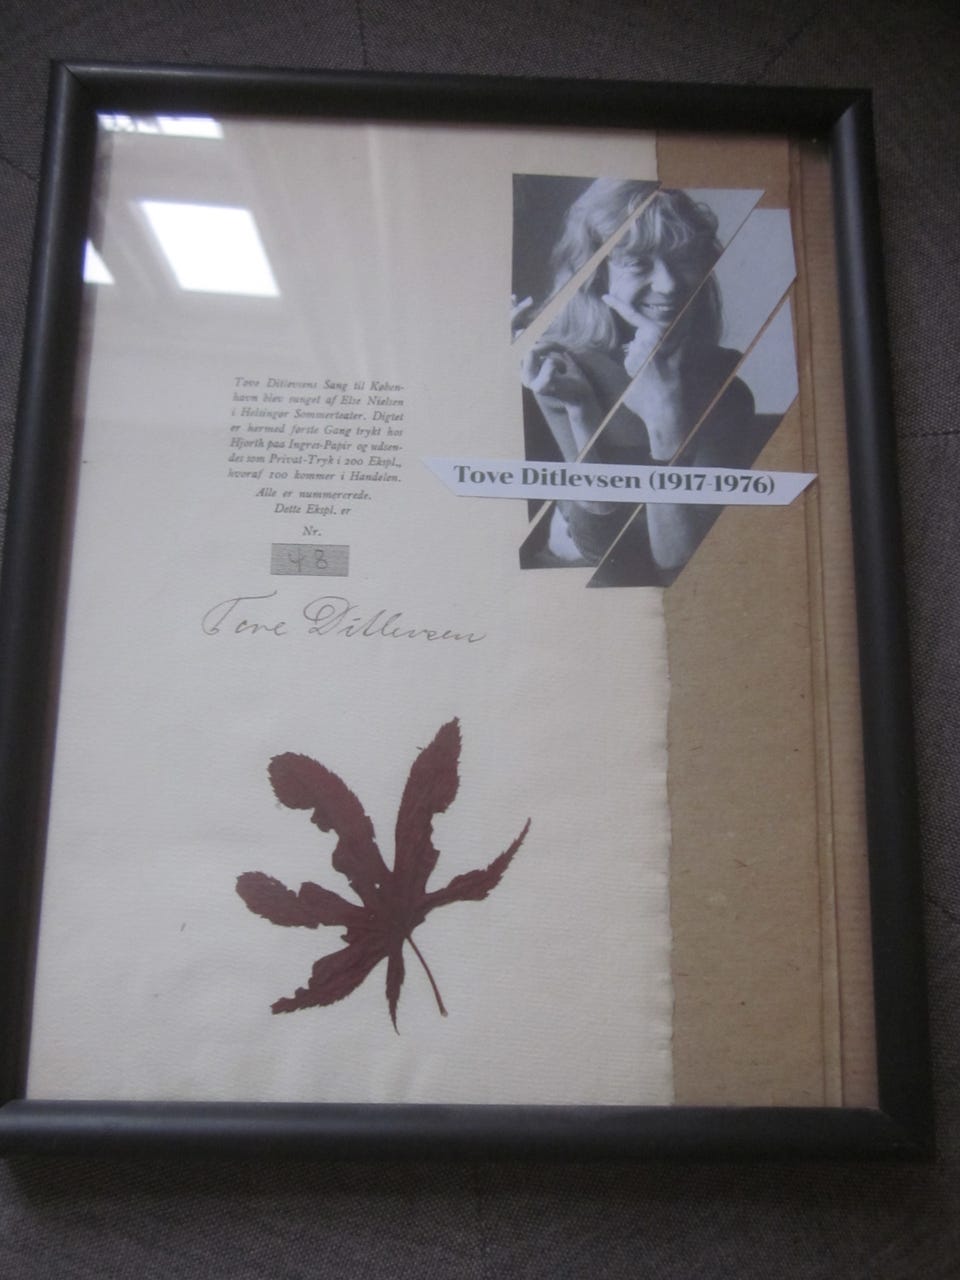 Tove Ditlevsens Sang til Køben-
havn blev sunget af Else Nielsen
i Helsingør Sommerteater. Digtet
er hermed første Gang trykt hos
Hjorth paa Ingres-Papir og udsen-
des som Privat-Tryk i 200 Ekspl.,
hvoraf 100 kommer i Handelen.
Alle er nummererede.
Dette Ekspl. er
Nr.
48
Tove Ditlevsen
Tove Ditlevsen (1917-1976)